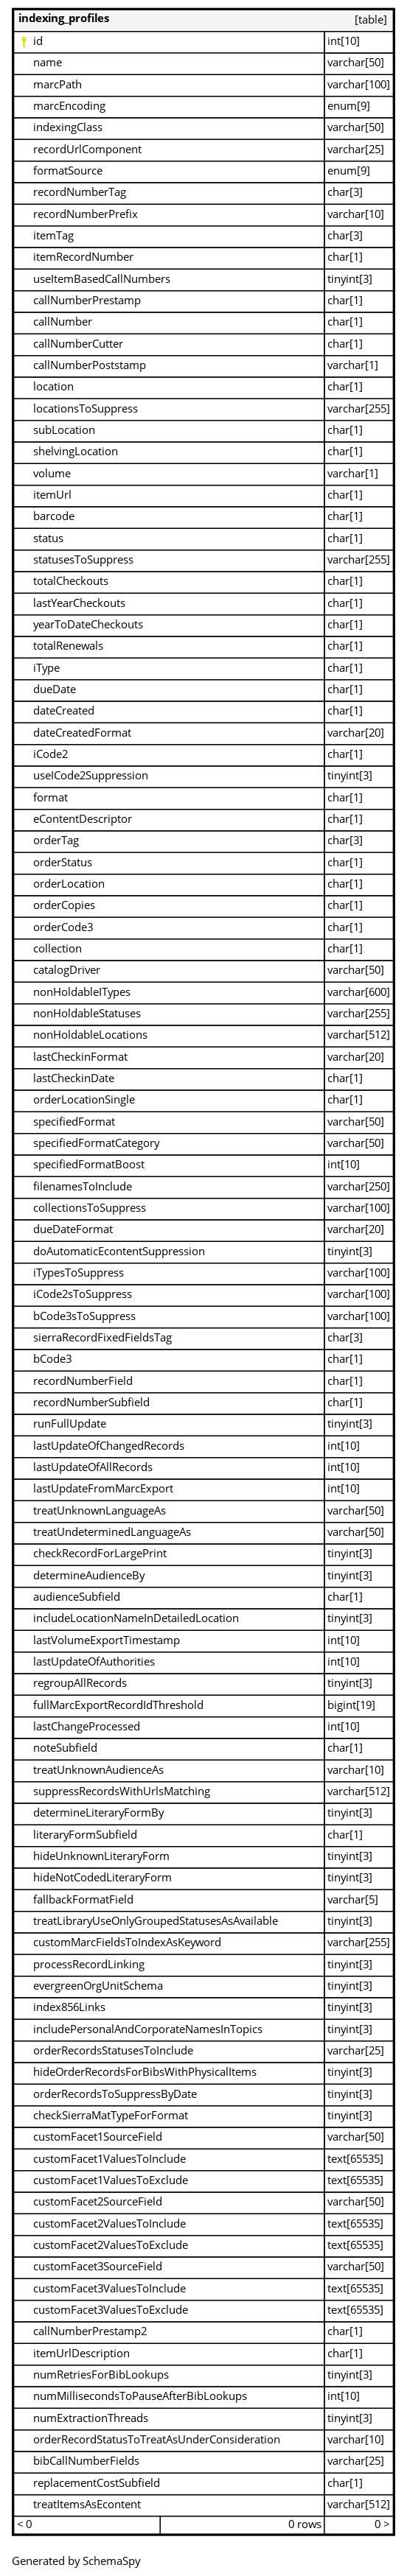 indexing_profiles [table]
id int[10]
name varchar[50]
marcPath varchar[100]
marcEncoding enum[9]
indexingClass varchar[50]
recordUrlComponent varchar[25]
formatSource enum[9]
recordNumberTag char[3]
recordNumberPrefix varchar[10]
itemTag char[3]
itemRecordNumber char[1]
useItemBasedCallNumbers tinyint[3]
callNumberPrestamp char[1]
callNumber char[1]
callNumberCutter char[1]
callNumberPoststamp varchar[1]
location char[1]
locationsToSuppress varchar[255]
subLocation char[1]
shelvingLocation char[1]
volume varchar[1]
itemUrl char[1]
barcode char[1]
status char[1]
statusesToSuppress varchar[255]
totalCheckouts char[1]
lastYearCheckouts char[1]
yearToDateCheckouts char[1]
totalRenewals char[1]
iType char[1]
dueDate char[1]
dateCreated char[1]
dateCreatedFormat varchar[20]
iCode2 char[1]
useICode2Suppression tinyint[3]
format char[1]
eContentDescriptor char[1]
orderTag char[3]
orderStatus char[1]
orderLocation char[1]
orderCopies char[1]
orderCode3 char[1]
collection char[1]
catalogDriver varchar[50]
nonHoldableITypes varchar[600]
nonHoldableStatuses varchar[255]
nonHoldableLocations varchar[512]
lastCheckinFormat varchar[20]
lastCheckinDate char[1]
orderLocationSingle char[1]
specifiedFormat varchar[50]
specifiedFormatCategory varchar[50]
specifiedFormatBoost int[10]
filenamesToInclude varchar[250]
collectionsToSuppress varchar[100]
dueDateFormat varchar[20]
doAutomaticEcontentSuppression tinyint[3]
iTypesToSuppress varchar[100]
iCode2sToSuppress varchar[100]
bCode3sToSuppress varchar[100]
sierraRecordFixedFieldsTag char[3]
bCode3 char[1]
recordNumberField char[1]
recordNumberSubfield char[1]
runFullUpdate tinyint[3]
lastUpdateOfChangedRecords int[10]
lastUpdateOfAllRecords int[10]
lastUpdateFromMarcExport int[10]
treatUnknownLanguageAs varchar[50]
treatUndeterminedLanguageAs varchar[50]
checkRecordForLargePrint tinyint[3]
determineAudienceBy tinyint[3]
audienceSubfield char[1]
includeLocationNameInDetailedLocation tinyint[3]
lastVolumeExportTimestamp int[10]
lastUpdateOfAuthorities int[10]
regroupAllRecords tinyint[3]
fullMarcExportRecordIdThreshold bigint[19]
lastChangeProcessed int[10]
noteSubfield char[1]
treatUnknownAudienceAs varchar[10]
suppressRecordsWithUrlsMatching varchar[512]
determineLiteraryFormBy tinyint[3]
literaryFormSubfield char[1]
hideUnknownLiteraryForm tinyint[3]
hideNotCodedLiteraryForm tinyint[3]
fallbackFormatField varchar[5]
treatLibraryUseOnlyGroupedStatusesAsAvailable tinyint[3]
customMarcFieldsToIndexAsKeyword varchar[255]
processRecordLinking tinyint[3]
evergreenOrgUnitSchema tinyint[3]
index856Links tinyint[3]
includePersonalAndCorporateNamesInTopics tinyint[3]
orderRecordsStatusesToInclude varchar[25]
hideOrderRecordsForBibsWithPhysicalItems tinyint[3]
orderRecordsToSuppressByDate tinyint[3]
checkSierraMatTypeForFormat tinyint[3]
customFacet1SourceField varchar[50]
customFacet1ValuesToInclude text[65535]
customFacet1ValuesToExclude text[65535]
customFacet2SourceField varchar[50]
customFacet2ValuesToInclude text[65535]
customFacet2ValuesToExclude text[65535]
customFacet3SourceField varchar[50]
customFacet3ValuesToInclude text[65535]
customFacet3ValuesToExclude text[65535]
callNumberPrestamp2 char[1]
itemUrlDescription char[1]
numRetriesForBibLookups tinyint[3]
numMillisecondsToPauseAfterBibLookups int[10]
numExtractionThreads tinyint[3]
orderRecordStatusToTreatAsUnderConsideration varchar[10]
bibCallNumberFields varchar[25]
replacementCostSubfield char[1]
treatItemsAsEcontent varchar[512]
< 0 0 rows 0 >
Generated by SchemaSpy